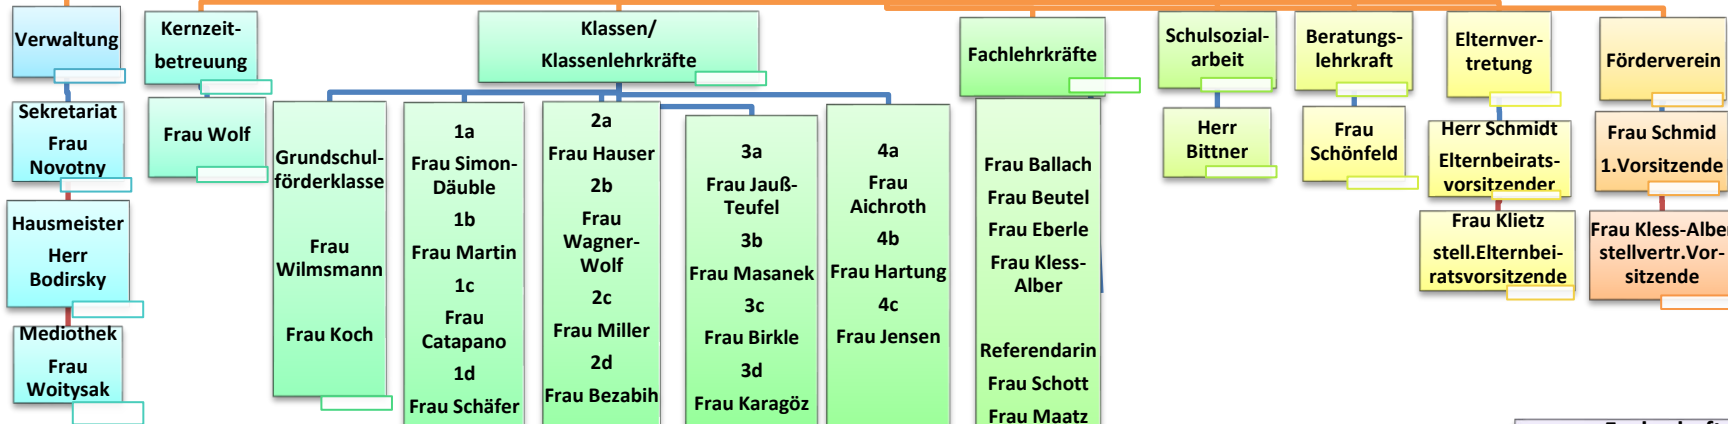 Verwaltung
Sekretariat
Frau
Novotny
Hausmeister
Herr
Bodirsky
Mediothek
Frau
Woitysak
Kernzeit-
betreuung
Frau Wolf
Klassen/
Klassenlehrkräfte
Grundschul-
förderklasse
Frau
Wilmsmann
Frau Koch
1a
Frau Simon-
Däuble
1b
Frau Martin
1c
Frau
Catapano
1d
Frau Schäfer
2a
Frau Hauser
2b
Frau
Wagner-
Wolf
2c
Frau Miller
2d
Frau Bezabih
3a
Frau Jauß-
Teufel
3b
Frau Masanek
3c
Frau Birkle
3d
Frau Karagöz
4a
Frau
Aichroth
4b
Frau Hartung
4c
Frau Jensen
Fachlehrkräfte
Frau Ballach
Frau Beutel
Frau Eberle
Frau Kless-
Alber
Referendarin
Frau Schott
Frau Maatz
Schulsozial-
arbeit
Herr
Bittner
Beratungs-
lehrkraft
Frau
Schönfeld
Elternver-
tretung
Herr Schmidt
Elternbeirats-
vorsitzender
Frau Klietz
stell.Elternbei-
ratsvorsitzende
Förderverein
Frau Schmid
1.Vorsitzende
Frau Kless-Alber
stellvertr.Vor-
sitzende